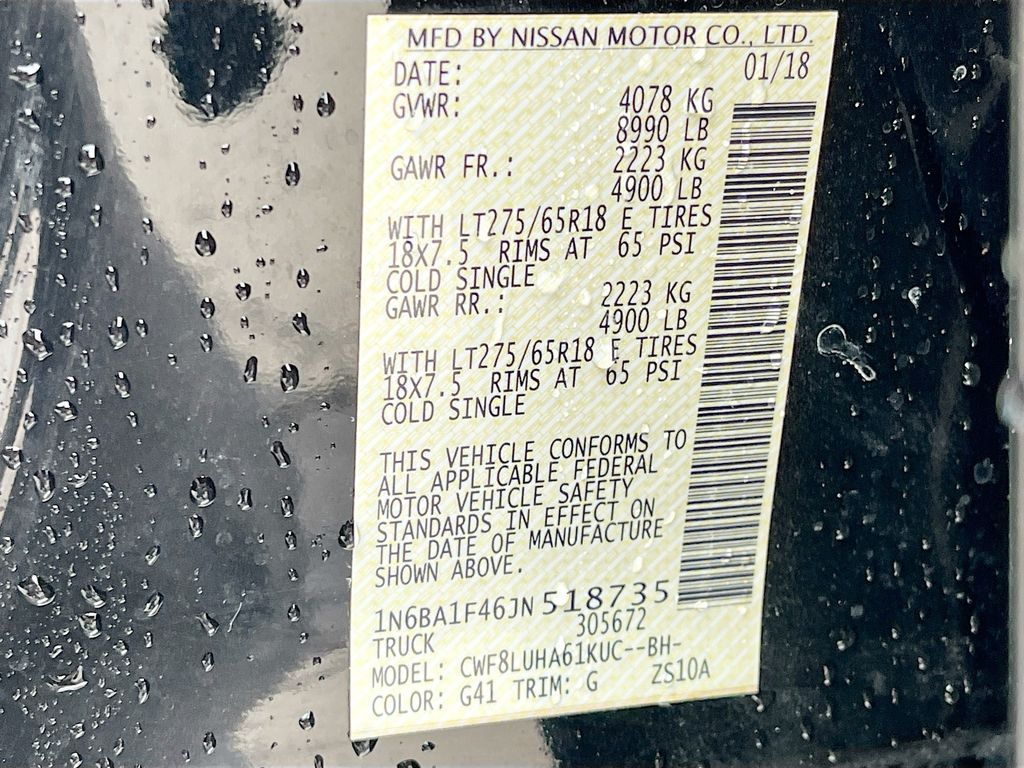 MFD BY NISSAN MOTOR CO., LTD.
DATE: 01/18
GVWR: 4078 KG
8990 LB
GAWR FR.: 2223 KG
4900 LB
WITH LT275/65R18 E TIRES
18X7.5 RIMS AT 65 PSI
COLD SINGLE
GAWR RR.: 2223 KG
4900 LB
WITH LT275/65R18 E TIRES
18X7.5 RIMS AT 65 PSI
COLD SINGLE
THIS VEHICLE CONFORMS TO
ALL APPLICABLE FEDERAL
MOTOR VEHICLE SAFETY
STANDARDS IN EFFECT ON
THE DATE OF MANUFACTURE
SHOWN ABOVE.
1N6BA1F46JN 518735
TRUCK 305672
MODEL: CWF8LUHA61KUC--BH-
COLOR: G41 TRIM: G ZS10A